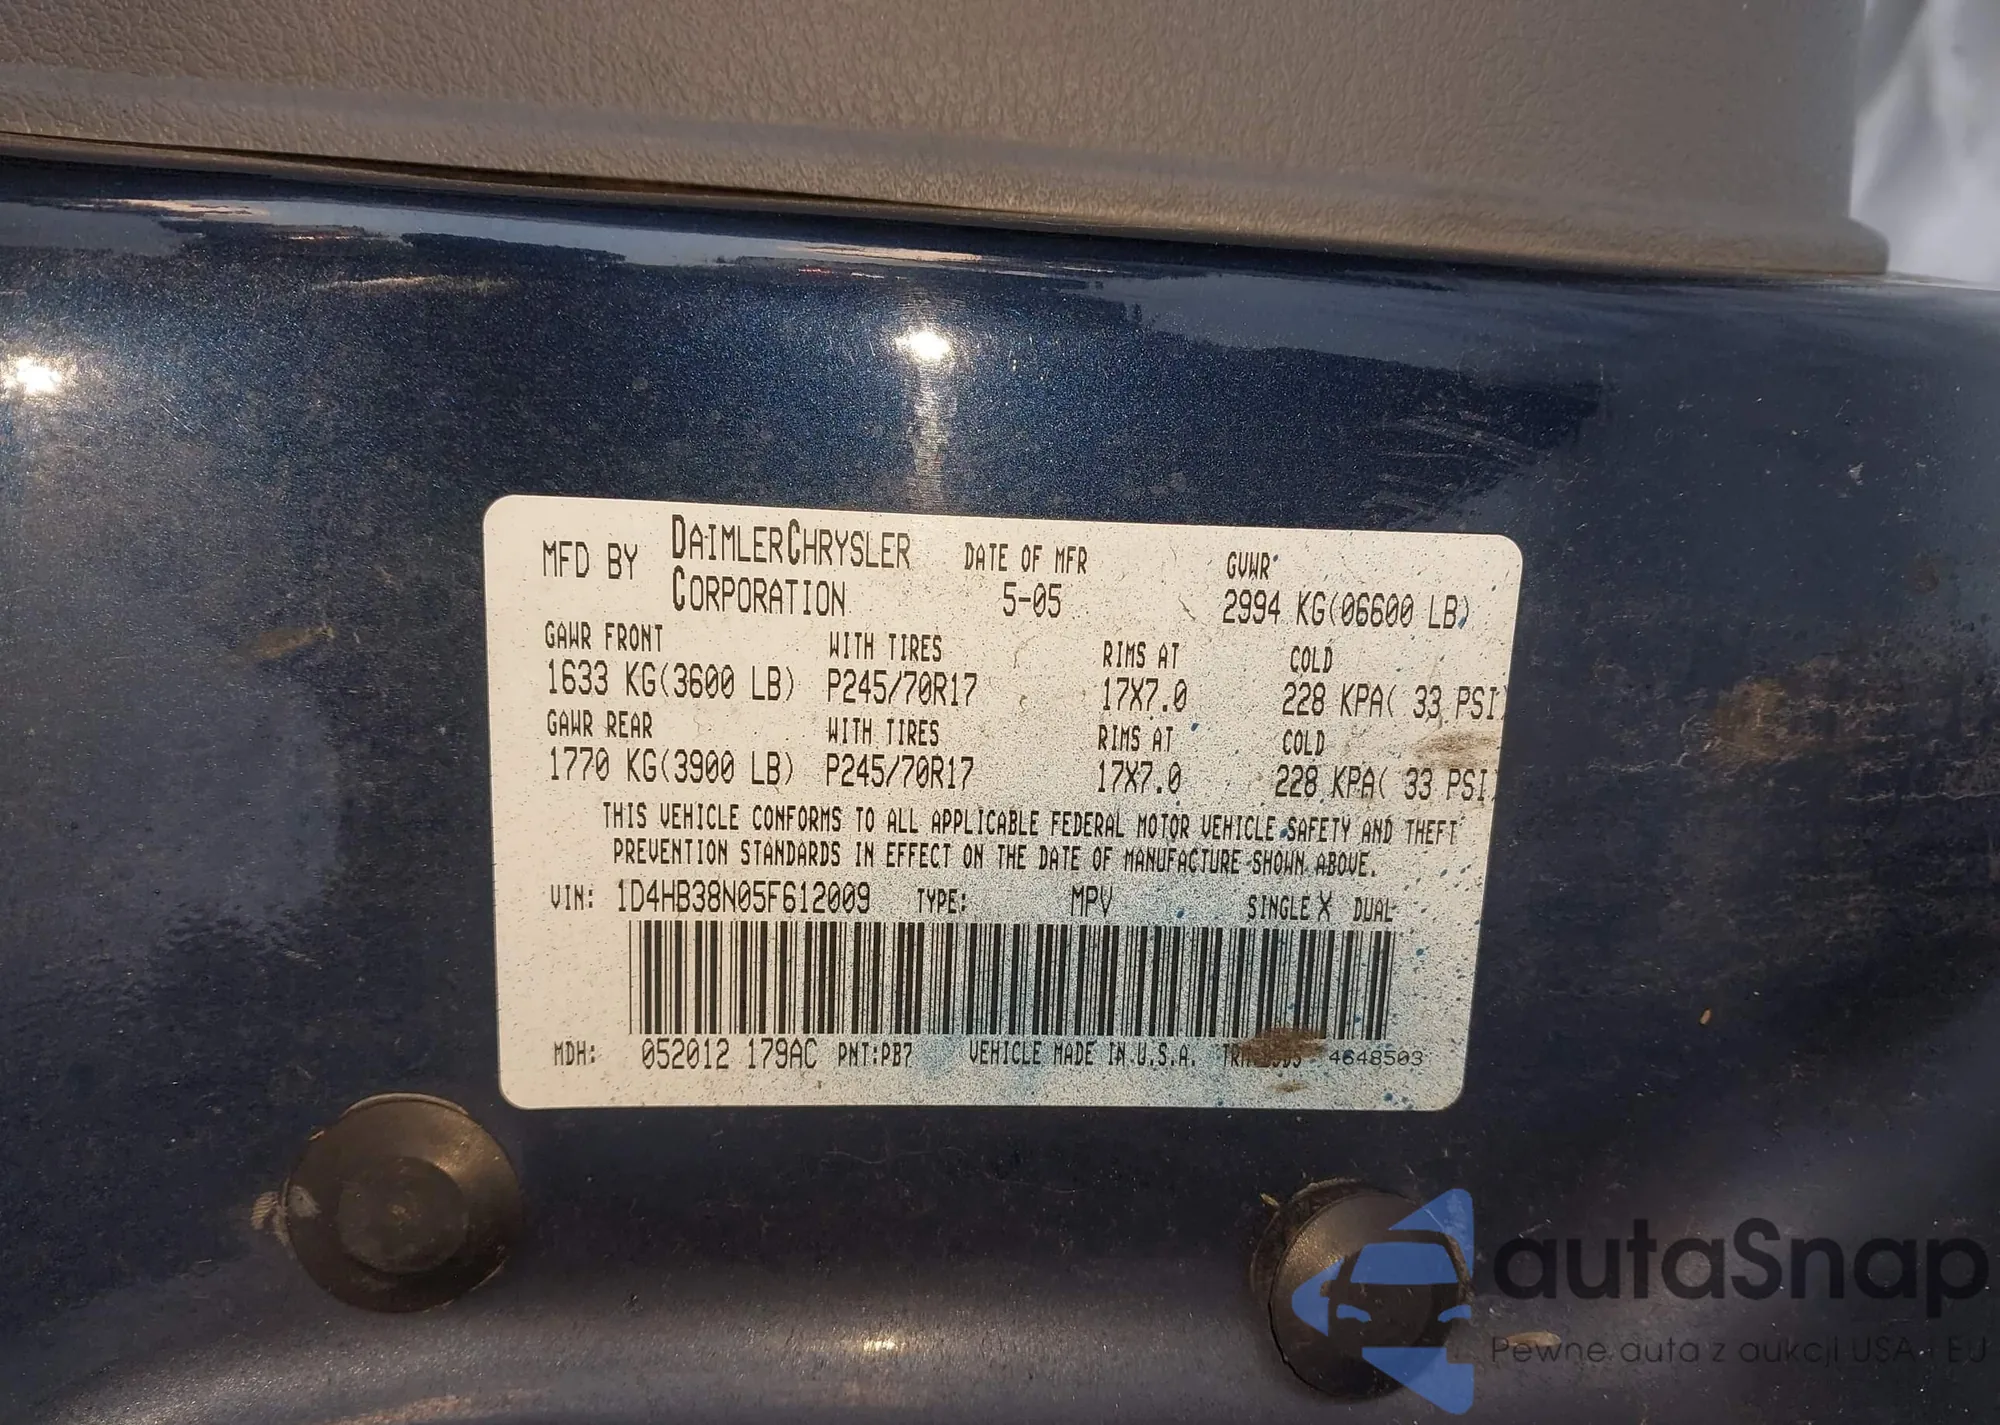 MFD BY DAIMLERCHRYSLER CORPORATION DATE OF MFR 5-05 GVWR: 2994 KG(06600 LB)
GAWR FRONT WITH TIRES RIMS AT COLD
1633 KG(3600 LB) P245/70R17 17X7.0 228 KPA( 33 PSI)
GAWR REAR WITH TIRES RIMS AT COLD
1770 KG(3900 LB) P245/70R17 17X7.0 228 KPA( 33 PSI)
THIS VEHICLE CONFORMS TO ALL APPLICABLE FEDERAL MOTOR VEHICLE SAFETY AND THEFT
PREVENTION STANDARDS IN EFFECT ON THE DATE OF MANUFACTURE SHOWN ABOVE.
VIN: 1D4HB38N05F612009 TYPE: MPV SINGLE X DUAL
MDH: 052012 179AC PNT:PB7 VEHICLE MADE IN U.S.A. 4648503
autaSnap
Pewne auta z aukcji USA i EU